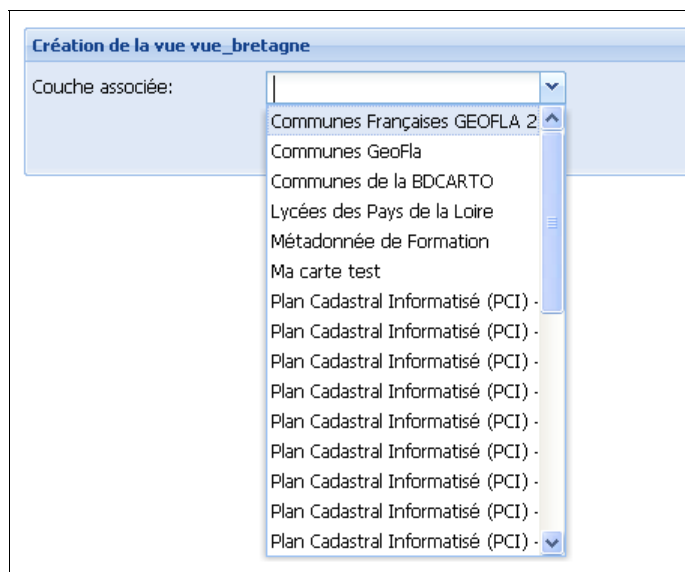 Création de la vue vue_bretagne
Couche associée:
Communes Françaises GEOFLA 2
Communes GeoFla
Communes de la BDCARTO
Lycées des Pays de la Loire
Métadonnée de Formation
Ma carte test
Plan Cadastral Informatisé (PCI) -
Plan Cadastral Informatisé (PCI) -
Plan Cadastral Informatisé (PCI) -
Plan Cadastral Informatisé (PCI) -
Plan Cadastral Informatisé (PCI) -
Plan Cadastral Informatisé (PCI) -
Plan Cadastral Informatisé (PCI) -
Plan Cadastral Informatisé (PCI) -
Plan Cadastral Informatisé (PCI) -